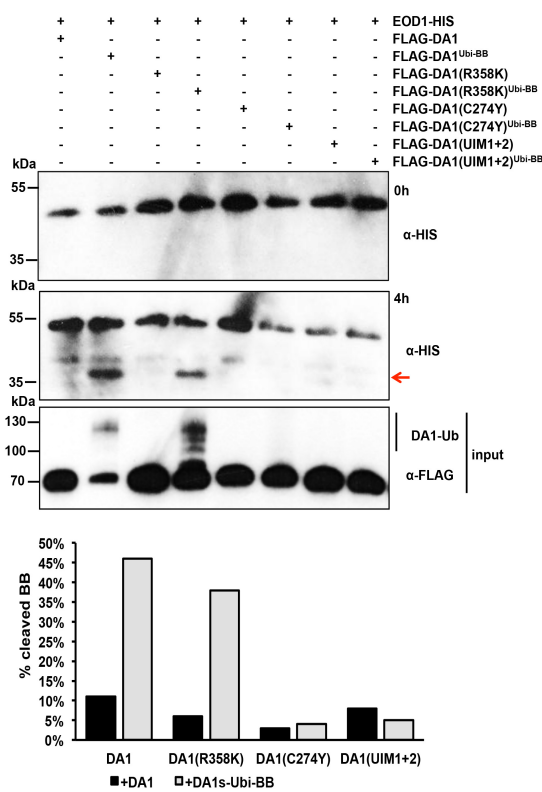 + + + + + + + + + EOD1-HIS
+ - - - - - - - - FLAG-DA1
- + - - - - - - - FLAG-DA1Ubi-BB
- - + - - - - - - FLAG-DA1(R358K)
- - - + - - - - - FLAG-DA1(R358K)Ubi-BB
- - - - + - - - - FLAG-DA1(C274Y)
- - - - - + - - - FLAG-DA1(C274Y)Ubi-BB
- - - - - - + - FLAG-DA1(UIM1+2)
- - - - - - - + FLAG-DA1(UIM1+2)Ubi-BB
kDa
55
0h
α-HIS
35
kDa
4h
55
α-HIS
35
kDa
130
DA1-Ub
100
input
70
α-FLAG
50%
45%
40%
35%
30%
25%
20%
15%
10%
5%
0%
% cleaved BB
DA1 DA1(R358K) DA1(C274Y) DA1(UIM1+2)
+DA1 +DA1s-Ubi-BB